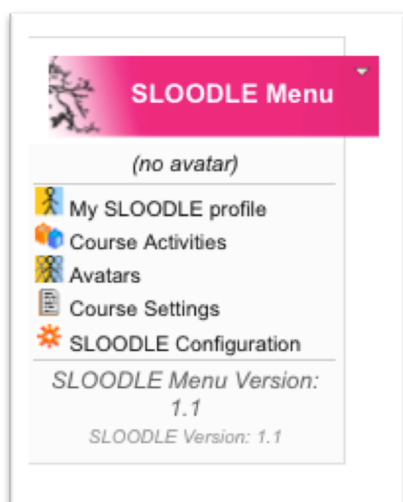 SLOODLE Menu
(no avatar)
My SLOODLE profile
Course Activities
Avatars
Course Settings
SLOODLE Configuration
SLOODLE Menu Version:
1.1
SLOODLE Version: 1.1